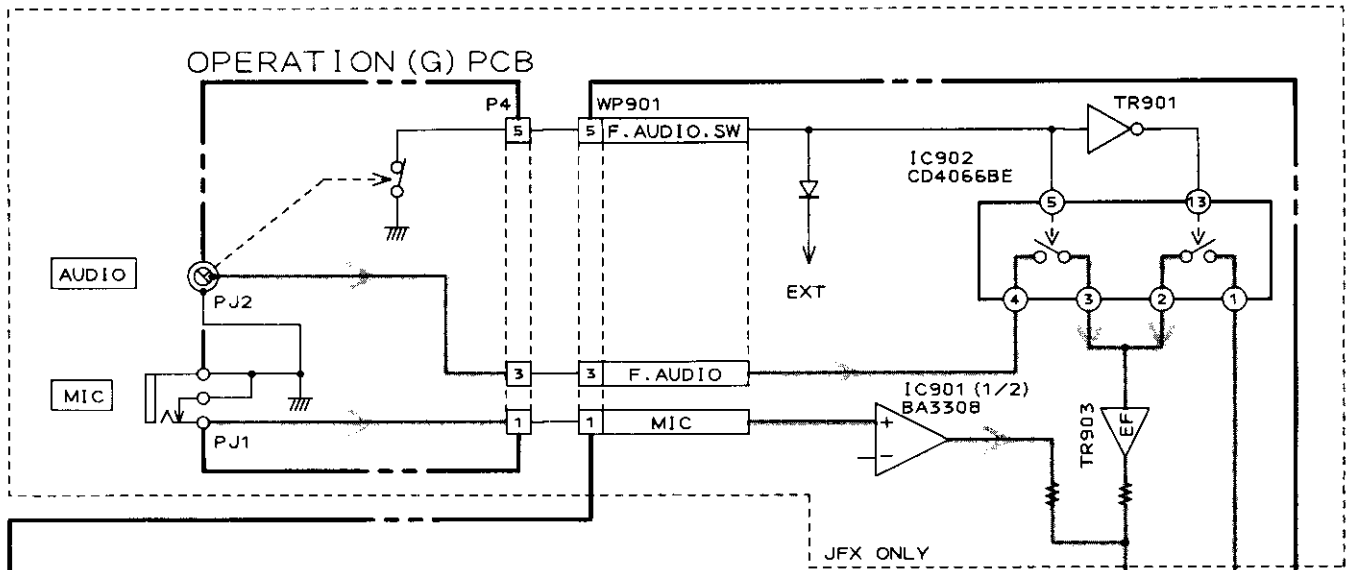 OPERATION (G) PCB
P4
WP901
TR901
5
5
F. AUDIO. SW
IC902
CD4066BE
5
13
AUDIO
PJ2
EXT
4
3
2
1
3
3
F. AUDIO
MIC
IC901 (1/2)
BA3308
1
1
MIC
+
−
PJ1
EF
TR903
JFX ONLY